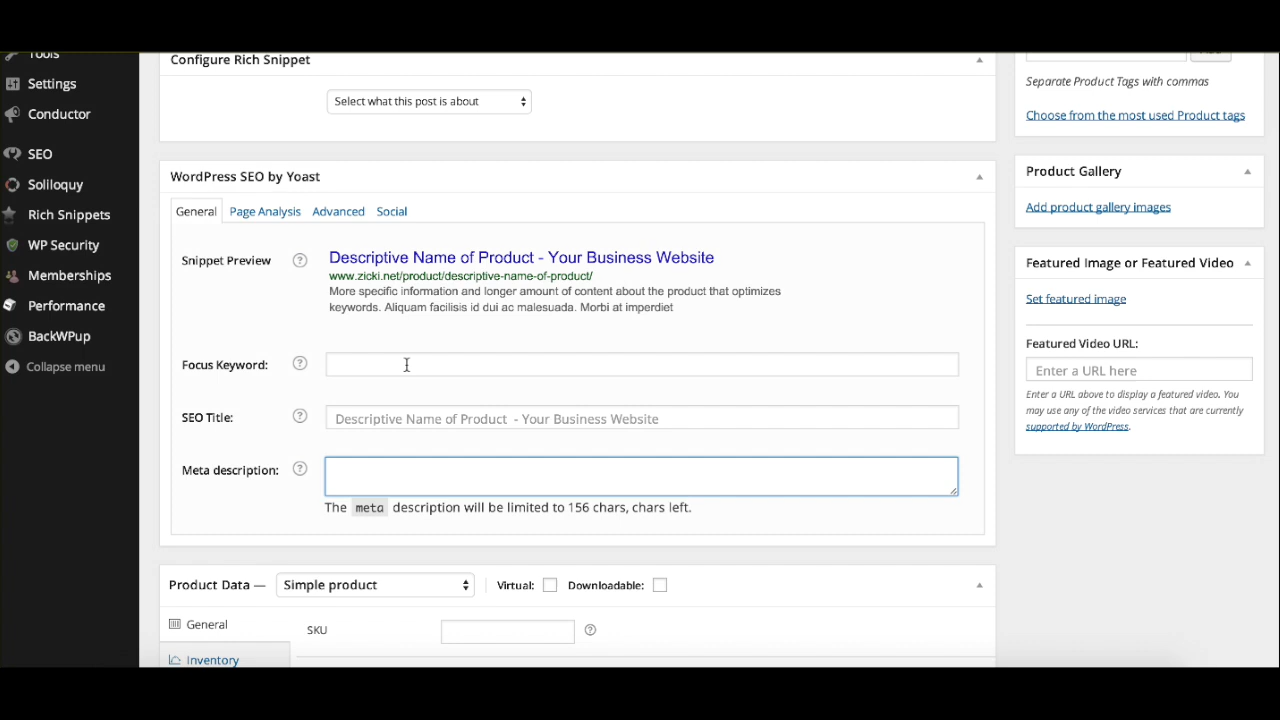 Tools
Settings
Conductor
SEO
Soliloquy
Rich Snippets
WP Security
Memberships
Performance
BackWPup
Collapse menu
Configure Rich Snippet
Select what this post is about
WordPress SEO by Yoast
General Page Analysis Advanced Social
Snippet Preview ?
Descriptive Name of Product - Your Business Website
www.zicki.net/product/descriptive-name-of-product/
More specific information and longer amount of content about the product that optimizes
keywords. Aliquam facilisis id dui ac malesuada. Morbi at imperdiet
Focus Keyword: ?
SEO Title: ? Descriptive Name of Product - Your Business Website
Meta description: ?
The meta description will be limited to 156 chars, chars left.
Product Data — Simple product Virtual: Downloadable:
General
SKU ?
Inventory
Separate Product Tags with commas
Choose from the most used Product tags
Product Gallery
Add product gallery images
Featured Image or Featured Video
Set featured image
Featured Video URL:
Enter a URL here
Enter a URL above to display a featured video. You
may use any of the video services that are currently
supported by WordPress.